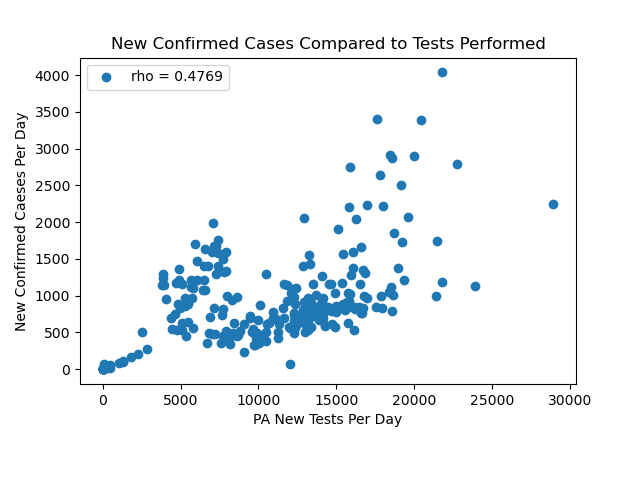 New Confirmed Cases Compared to Tests Performed
rho = 0.4769
New Confirmed Caeses Per Day
4000
3500
3000
2500
2000
1500
1000
500
0
0 5000 10000 15000 20000 25000 30000
PA New Tests Per Day